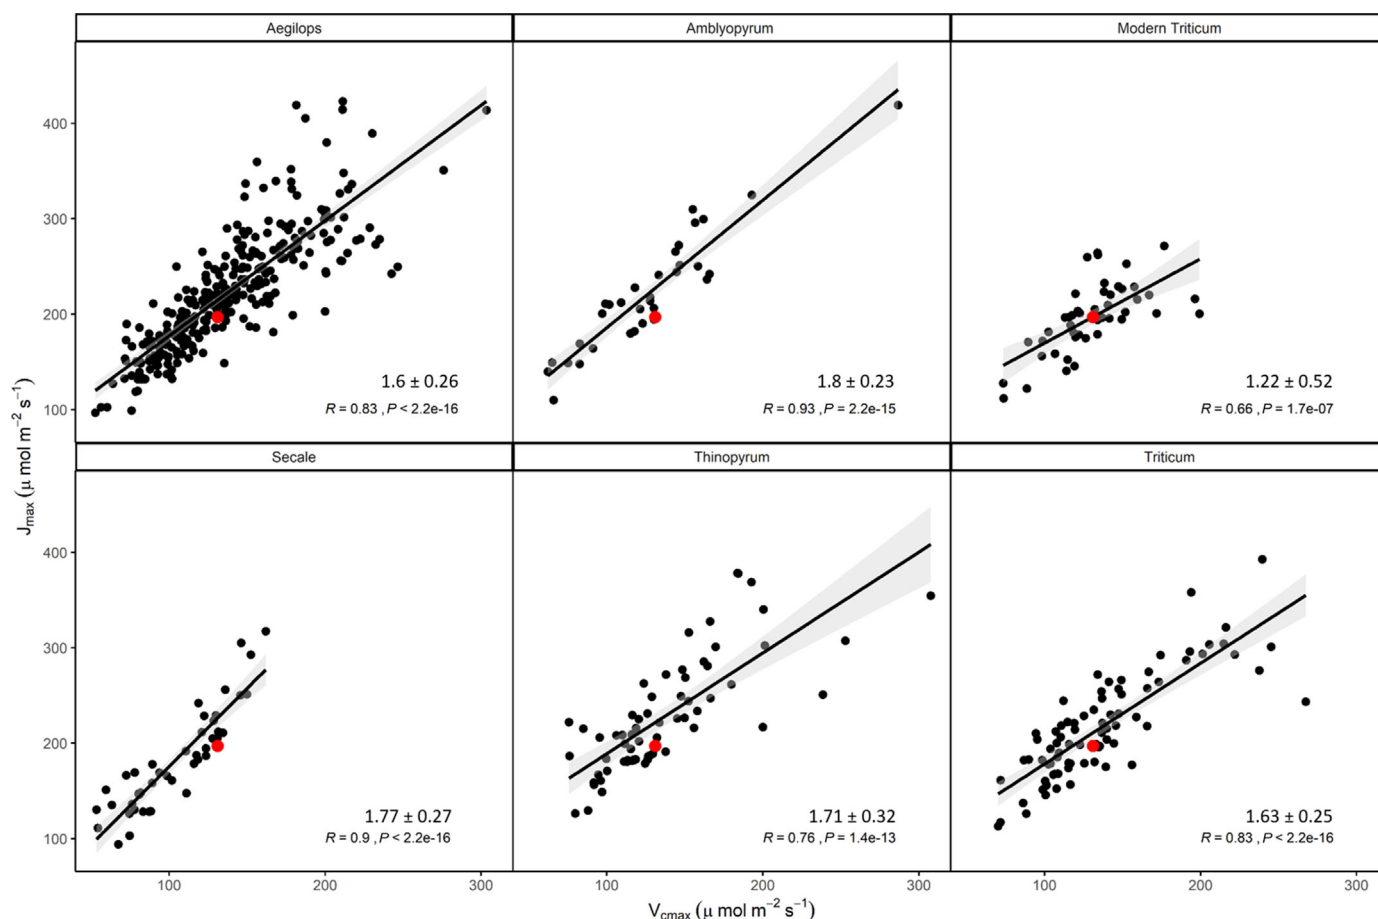 Aegilops
Amblyopyrum
Modern Triticum
400
300
200
100
1.6 ± 0.26
R = 0.83 , P < 2.2e-16
1.8 ± 0.23
R = 0.93 , P = 2.2e-15
1.22 ± 0.52
R = 0.66 , P = 1.7e-07
Jmax (μ mol m−2 s−1)
Secale
Thinopyrum
Triticum
400
300
200
100
1.77 ± 0.27
R = 0.9 , P < 2.2e-16
1.71 ± 0.32
R = 0.76 , P = 1.4e-13
1.63 ± 0.25
R = 0.83 , P < 2.2e-16
100 200 300
100 200 300
100 200 300
Vcmax (μ mol m−2 s−1)